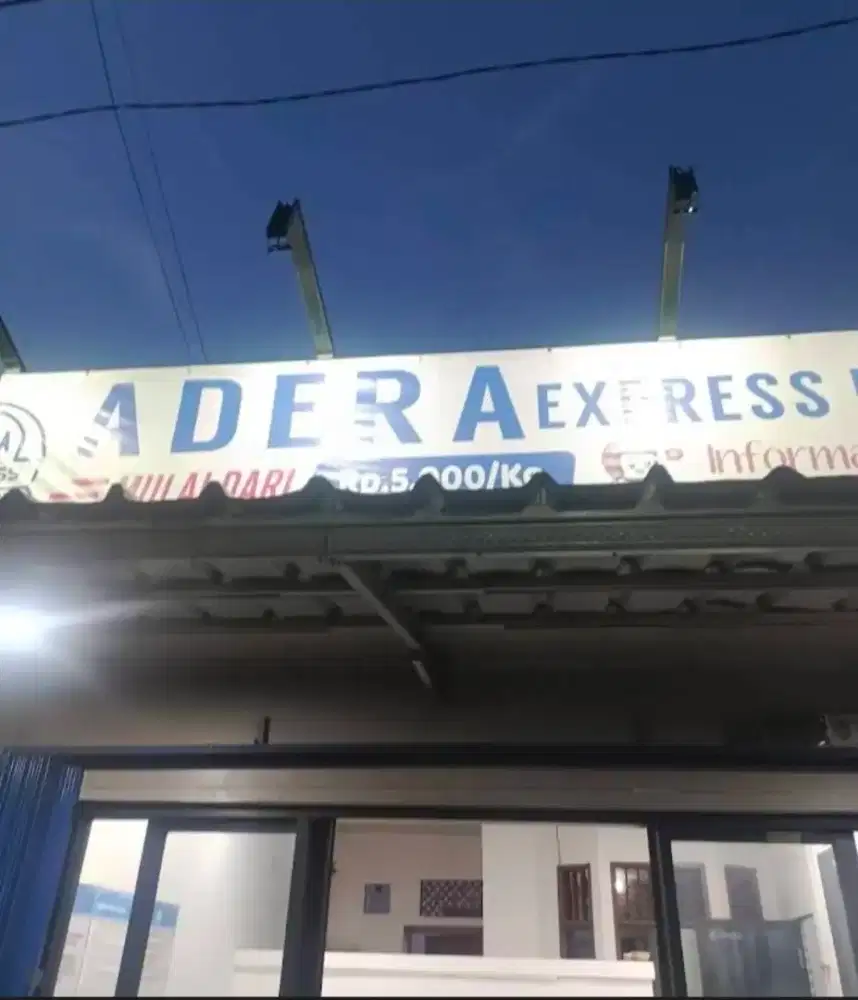 ADERA EXPRESS
MULAI DARI Rp.5.000/Kg
Informa